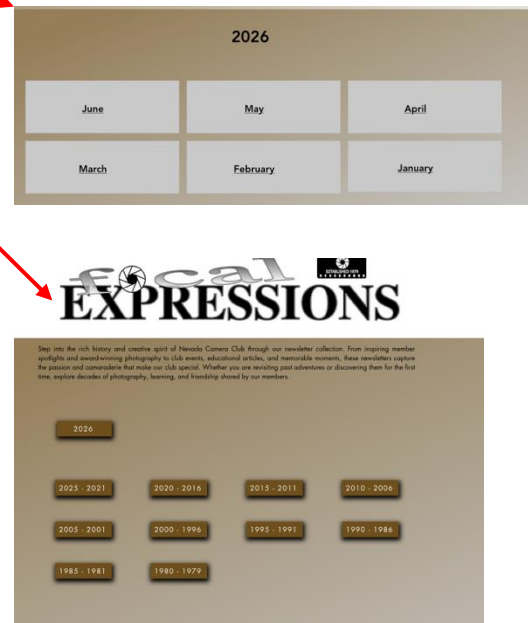 2026
June May April
March February January
focal
ESTABLISHED 1979
EXPRESSIONS
Step into the rich history and creative spirit of Nevada Camera Club through our newsletter collection. From inspiring member
spotlights and award-winning photography to club events, educational articles, and memorable moments, these newsletters capture
the passion and camaraderie that make our club special. Whether you are revisiting past adventures or discovering them for the first
time, explore decades of photography, learning, and friendship shared by our members.
2026
2025 - 2021 2020 - 2016 2015 - 2011 2010 - 2006
2005 - 2001 2000 - 1996 1995 - 1991 1990 - 1986
1985 - 1981 1980 - 1979